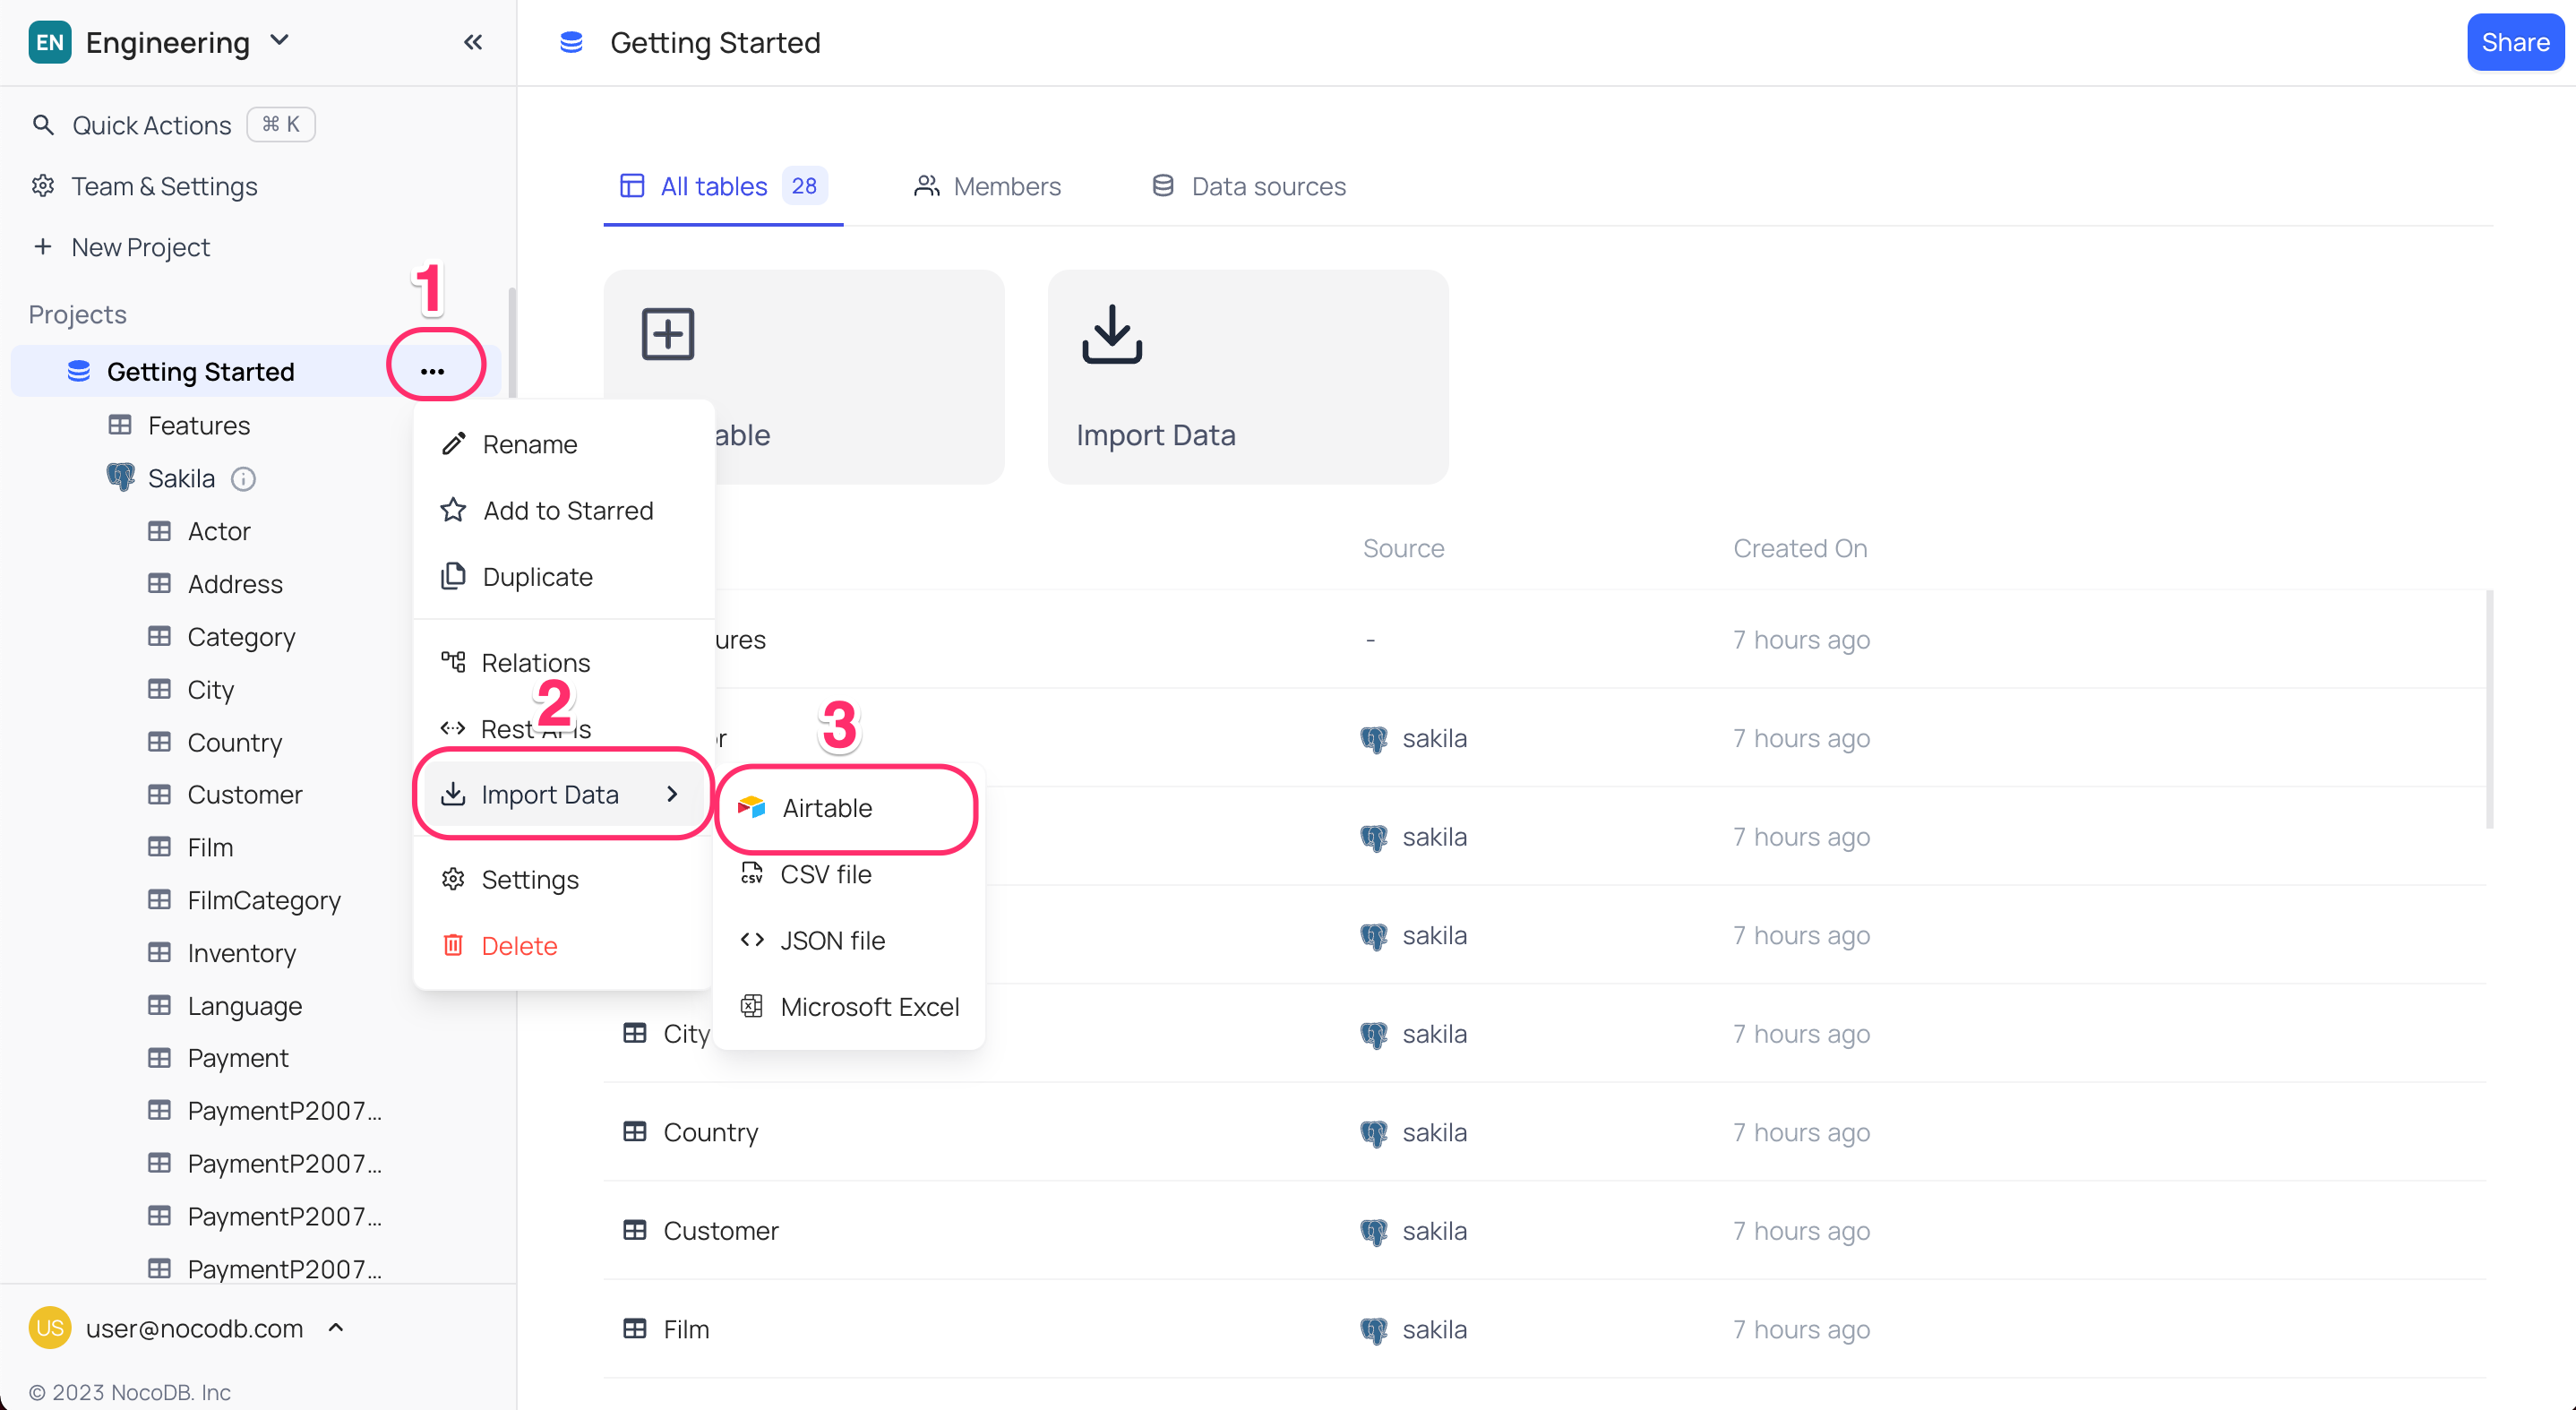 EN Engineering
Getting Started
Share
Quick Actions ⌘ K
Team & Settings
New Project
Projects
1
Getting Started ...
Features
Sakila
Actor
Address
Category
City
Country
Customer
Film
FilmCategory
Inventory
Language
Payment
PaymentP2007...
PaymentP2007...
PaymentP2007...
PaymentP2007...
US user@nocodb.com
© 2023 NocoDB. Inc
All tables 28
Members
Data sources
able
Import Data
Rename
Add to Starred
Duplicate
Relations
2
Rest APIs
Import Data
Settings
Delete
3
Airtable
CSV file
JSON file
Microsoft Excel
Source
Created On
ures - 7 hours ago
r sakila 7 hours ago
sakila 7 hours ago
sakila 7 hours ago
City sakila 7 hours ago
Country sakila 7 hours ago
Customer sakila 7 hours ago
Film sakila 7 hours ago